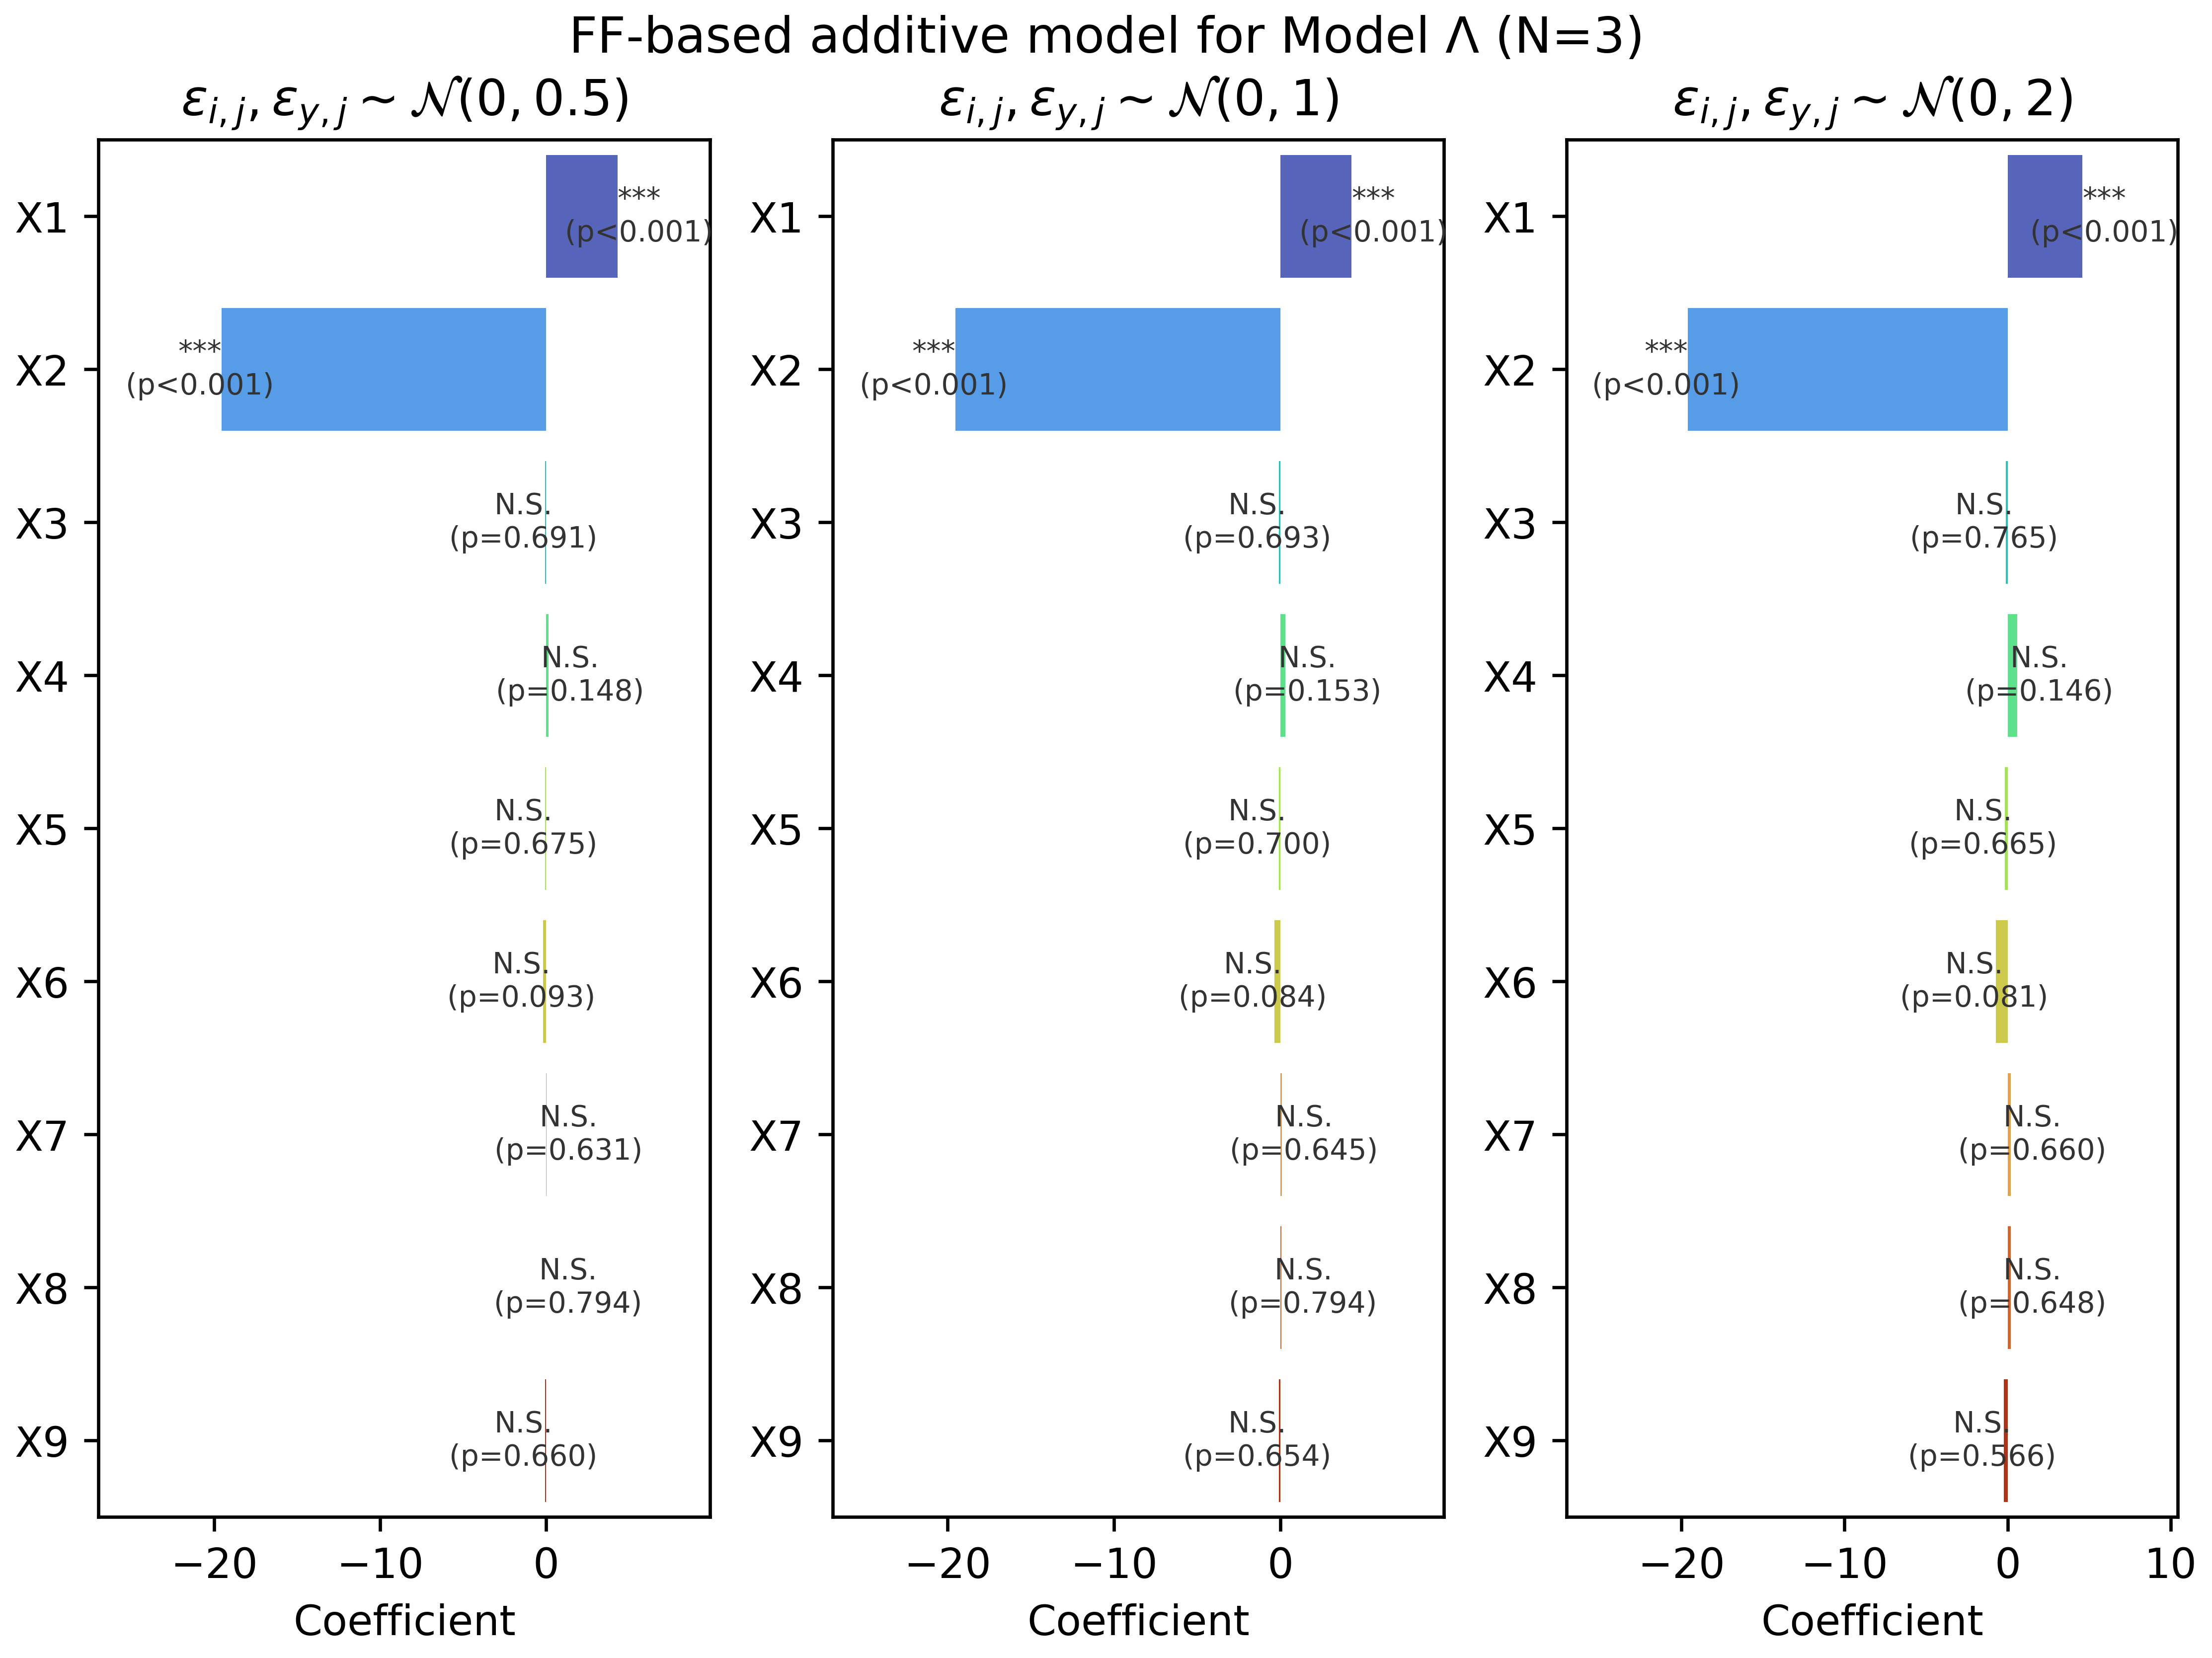 FF-based additive model for Model Λ (N=3)
ε_{i,j}, ε_{y,j} ~ 𝒩(0, 0.5)
X1
***
(p<0.001)
X2
***
(p<0.001)
X3
N.S.
(p=0.691)
X4
N.S.
(p=0.148)
X5
N.S.
(p=0.675)
X6
N.S.
(p=0.093)
X7
N.S.
(p=0.631)
X8
N.S.
(p=0.794)
X9
N.S.
(p=0.660)
−20 −10 0
Coefficient
ε_{i,j}, ε_{y,j} ~ 𝒩(0, 1)
X1
***
(p<0.001)
X2
***
(p<0.001)
X3
N.S.
(p=0.693)
X4
N.S.
(p=0.153)
X5
N.S.
(p=0.700)
X6
N.S.
(p=0.084)
X7
N.S.
(p=0.645)
X8
N.S.
(p=0.794)
X9
N.S.
(p=0.654)
−20 −10 0
Coefficient
ε_{i,j}, ε_{y,j} ~ 𝒩(0, 2)
X1
***
(p<0.001)
X2
***
(p<0.001)
X3
N.S.
(p=0.765)
X4
N.S.
(p=0.146)
X5
N.S.
(p=0.665)
X6
N.S.
(p=0.081)
X7
N.S.
(p=0.660)
X8
N.S.
(p=0.648)
X9
N.S.
(p=0.566)
−20 −10 0 10
Coefficient